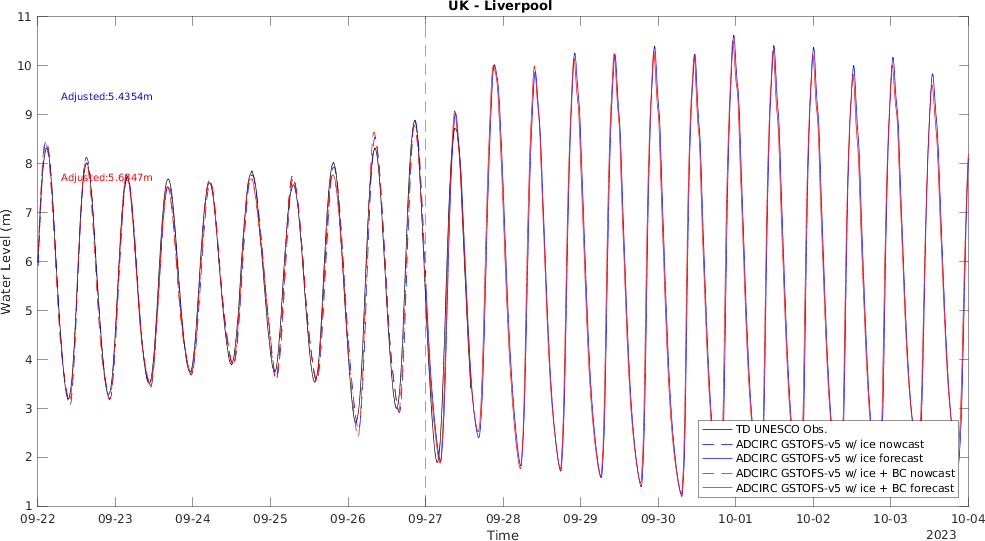 UK - Liverpool
11
10
9
8
7
6
5
4
3
2
1
Water Level (m)
Adjusted:5.4354m
Adjusted:5.6847m
TD UNESCO Obs.
ADCIRC GSTOFS-v5 w/ ice nowcast
ADCIRC GSTOFS-v5 w/ ice forecast
ADCIRC GSTOFS-v5 w/ ice + BC nowcast
ADCIRC GSTOFS-v5 w/ ice + BC forecast
09-22 09-23 09-24 09-25 09-26 09-27 09-28 09-29 09-30 10-01 10-02 10-03 10-04
Time
2023